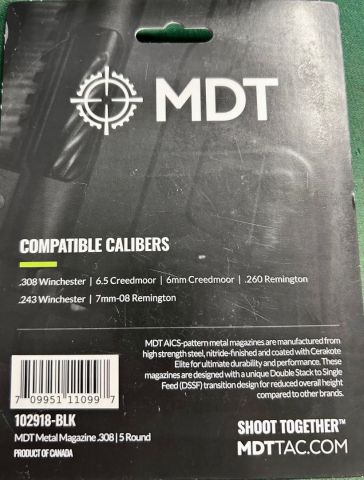 MDT
COMPATIBLE CALIBERS
.308 Winchester | 6.5 Creedmoor | 6mm Creedmoor | .260 Remington
.243 Winchester | 7mm-08 Remington
MDT AICS-pattern metal magazines are manufactured from
high strength steel, nitride-finished and coated with Cerakote
Elite for ultimate durability and performance. These
magazines are designed with a unique Double Stack to Single
Feed (DSSF) transition design for reduced overall height
compared to other brands.
7 09951 11099 7
102918-BLK
MDT Metal Magazine .308 | 5 Round
PRODUCT OF CANADA
SHOOT TOGETHER™
MDTTAC.COM